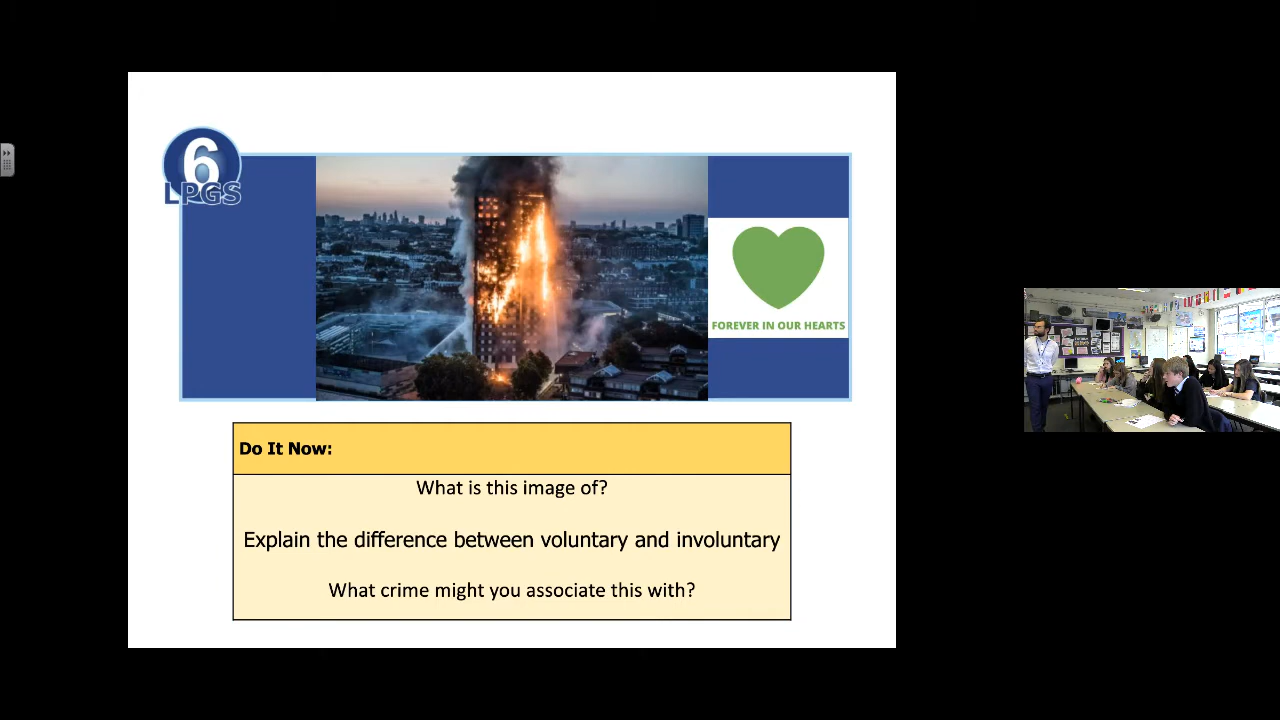 6
LPGS
FOREVER IN OUR HEARTS
Do It Now:
What is this image of?
Explain the difference between voluntary and involuntary
What crime might you associate this with?